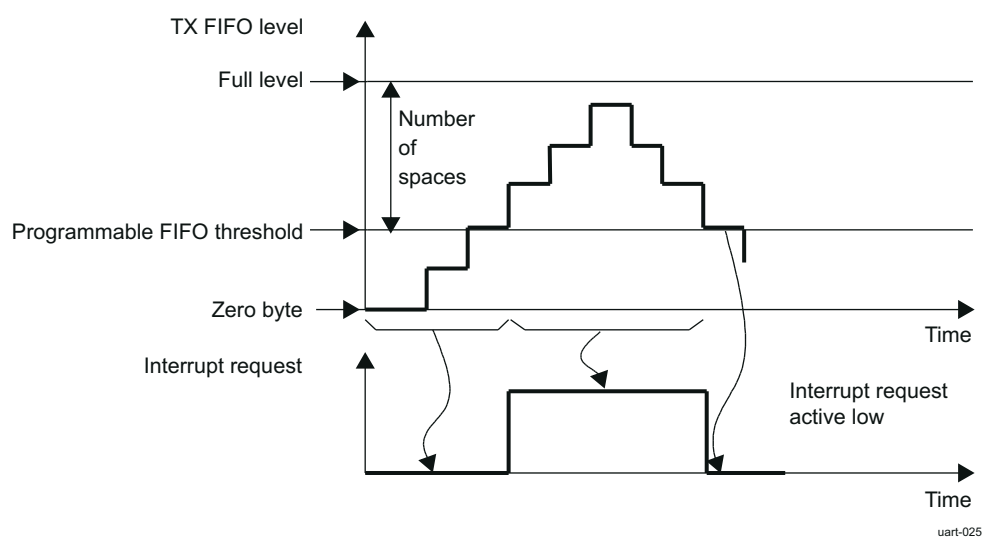 TX FIFO level
Full level
Number
of
spaces
Programmable FIFO threshold
Zero byte
Time
Interrupt request
Interrupt request
active low
Time
uart-025